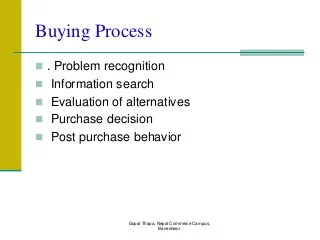 Buying Process
. Problem recognition
Information search
Evaluation of alternatives
Purchase decision
Post purchase behavior
Gopal Thapa, Nepal Commerce Campus,
Baneshwor